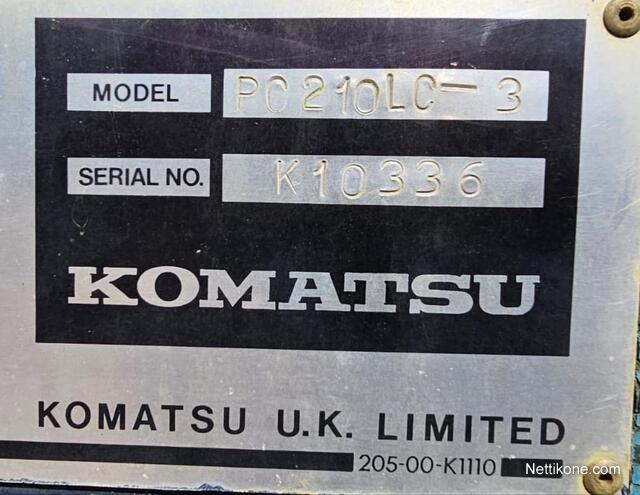 MODEL PC210LC-3
SERIAL NO. K10336
KOMATSU
KOMATSU U.K. LIMITED
205-00-K1110
Nettikone.com